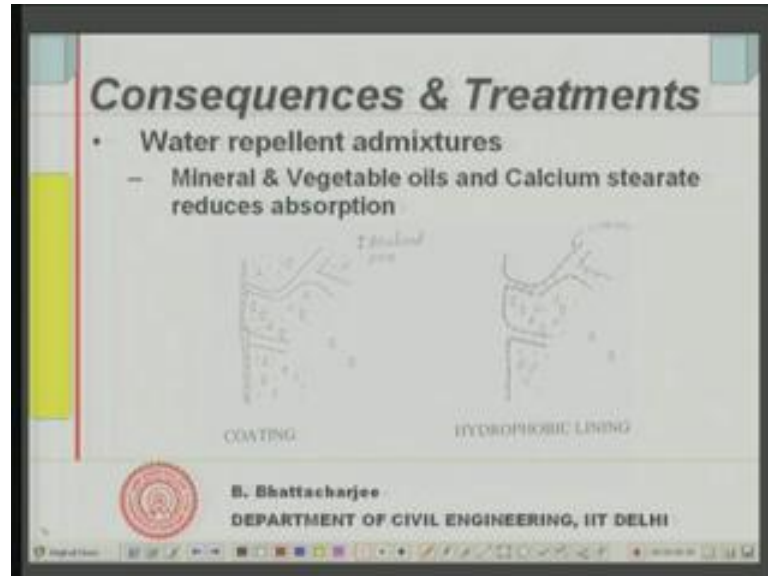 Consequences & Treatments
• Water repellent admixtures
– Mineral & Vegetable oils and Calcium stearate
reduces absorption
COATING
HYDROPHOBIC LINING
B. Bhattacharjee
DEPARTMENT OF CIVIL ENGINEERING, IIT DELHI